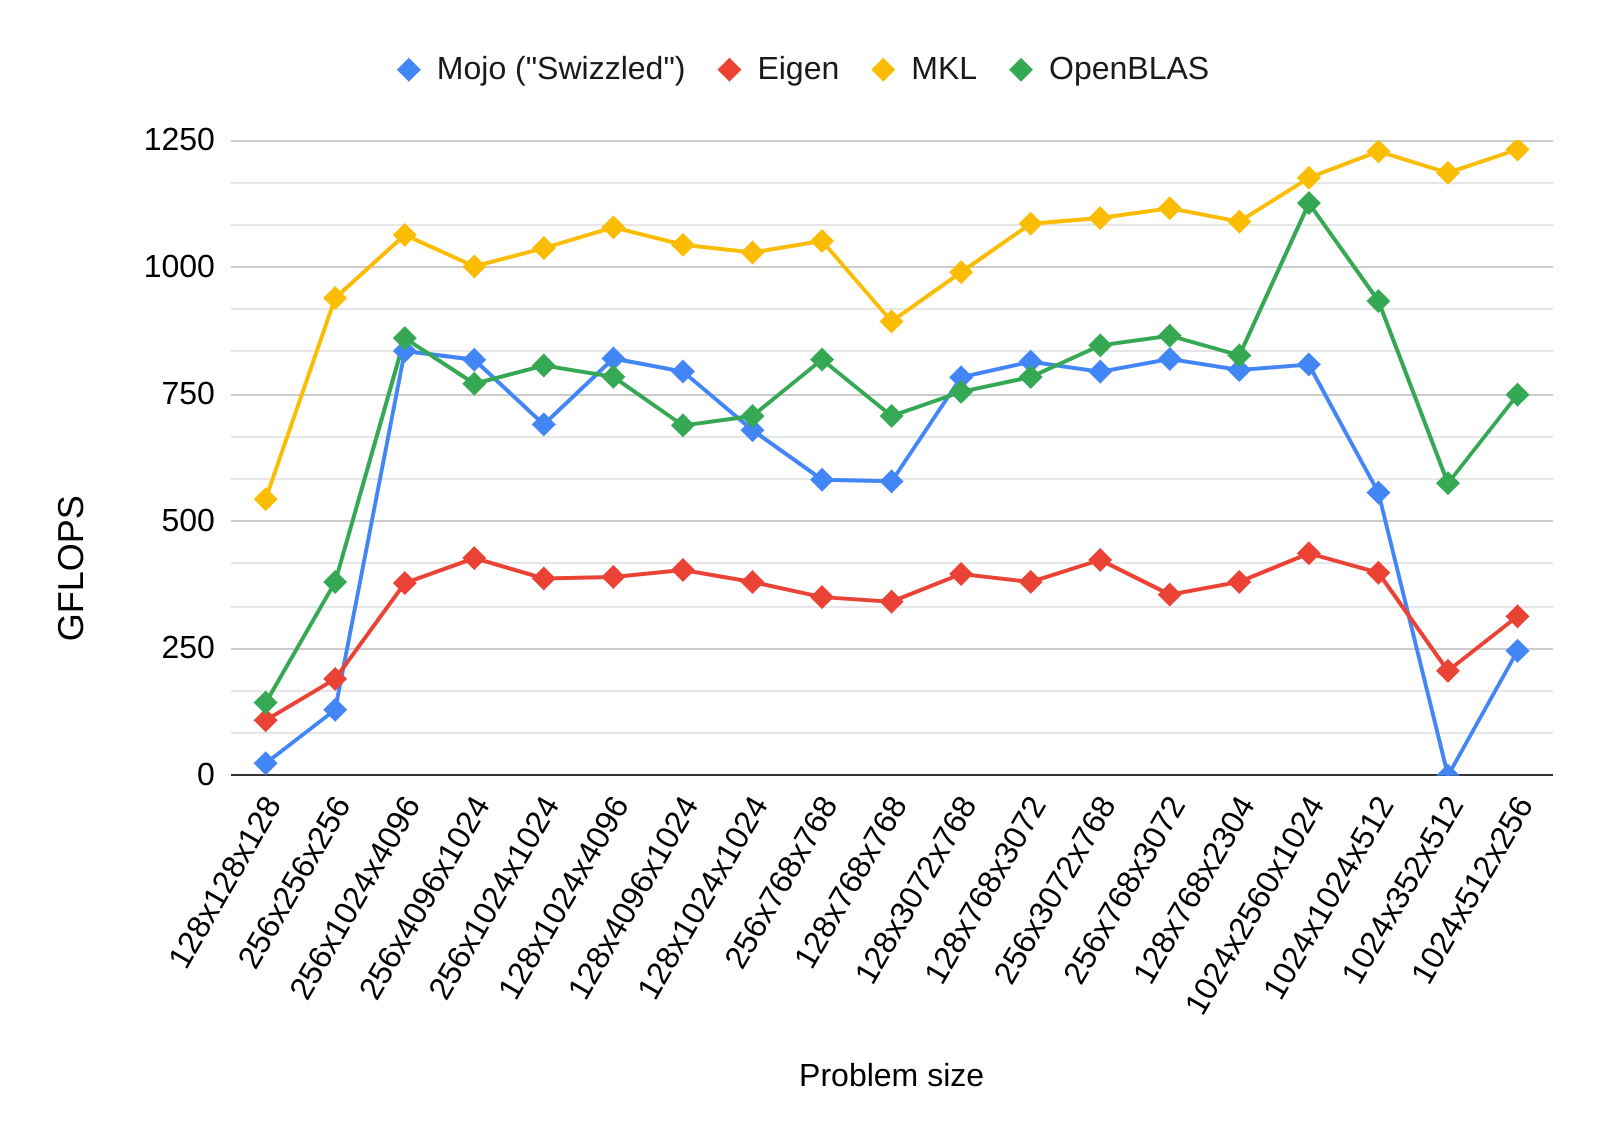 Mojo ("Swizzled") Eigen MKL OpenBLAS
1250
1000
750
500
250
0
GFLOPS
128x128x128
256x256x256
256x1024x4096
256x4096x1024
256x1024x1024
128x1024x4096
128x4096x1024
128x1024x1024
256x768x768
128x768x768
128x3072x768
128x768x3072
256x3072x768
256x768x3072
128x768x2304
1024x2560x1024
1024x1024x512
1024x352x512
1024x512x256
Problem size